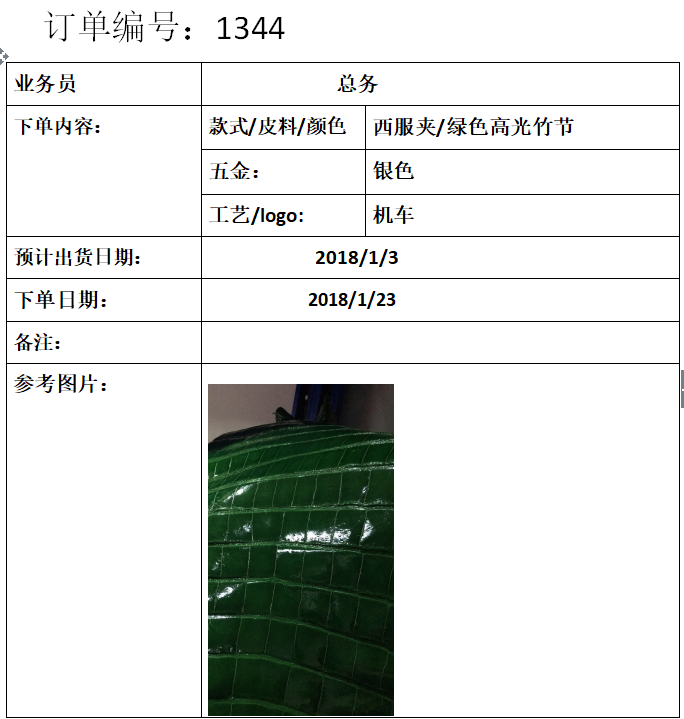 订单编号：1344
业务员 总务
下单内容： 款式/皮料/颜色 西服夹/绿色高光竹节
五金： 银色
工艺/logo: 机车
预计出货日期： 2018/1/3
下单日期： 2018/1/23
备注：
参考图片：